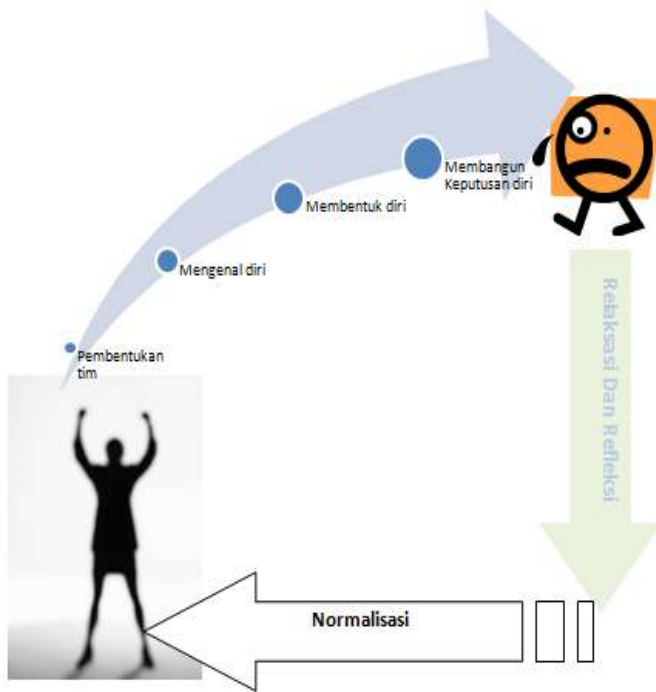 Membangun
Keputusan diri
Membentuk diri
Mengenal diri
Pembentukan
tim
Relaksasi Dan Refleksi
Normalisasi